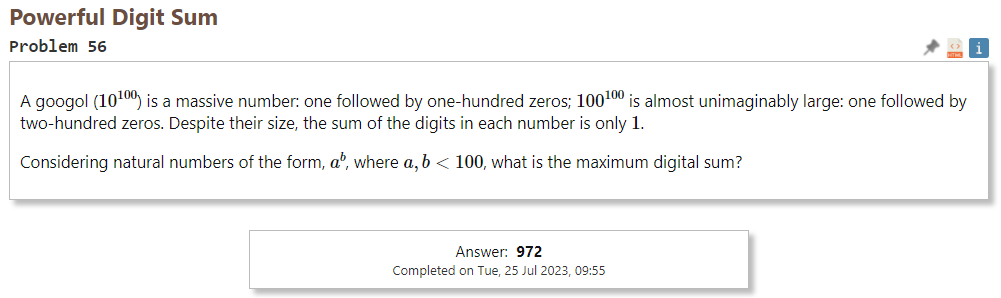 Powerful Digit Sum
Problem 56
HTML
i
A googol (10^100) is a massive number: one followed by one-hundred zeros; 100^100 is almost unimaginably large: one followed by
two-hundred zeros. Despite their size, the sum of the digits in each number is only 1.
Considering natural numbers of the form, a^b, where a, b < 100, what is the maximum digital sum?
Answer: 972
Completed on Tue, 25 Jul 2023, 09:55